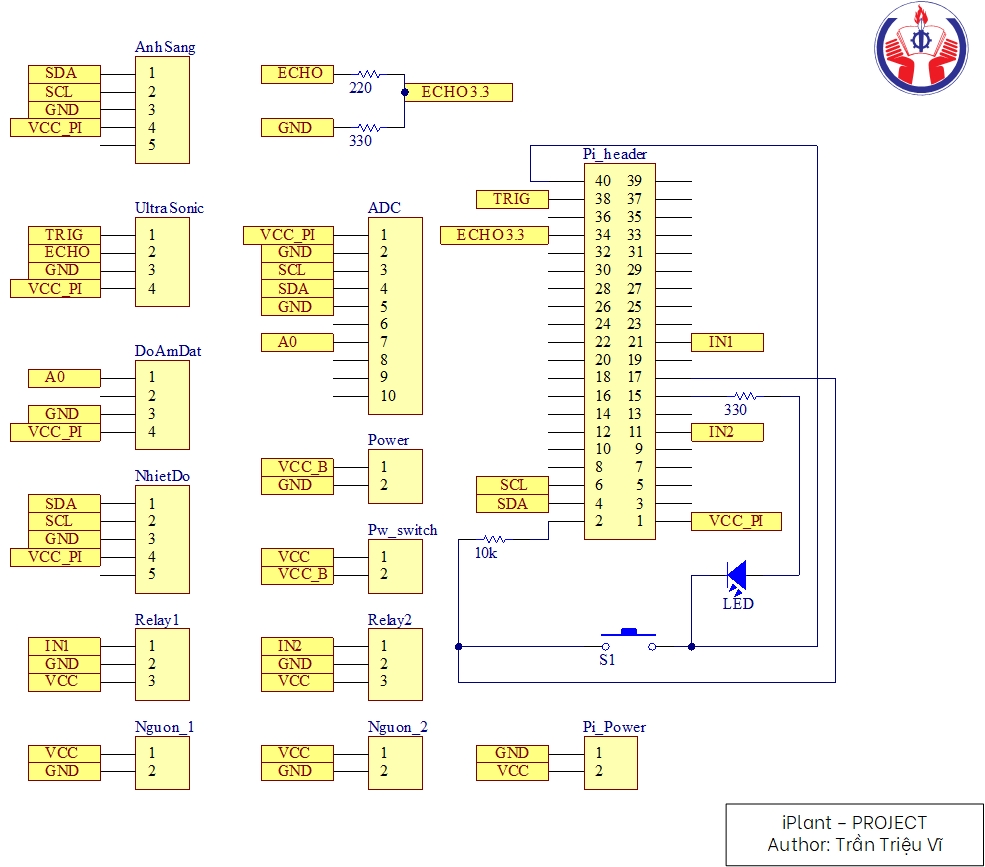 AnhSang
SDA 1
SCL 2
GND 3
VCC_PI 4
5
ECHO
220
ECHO3.3
GND
330
UltraSonic
TRIG 1
ECHO 2
GND 3
VCC_PI 4
ADC
VCC_PI 1
GND 2
SCL 3
SDA 4
GND 5
6
A0 7
8
9
10
Pi_header
40 39
TRIG 38 37
36 35
ECHO3.3 34 33
32 31
30 29
28 27
26 25
24 23
22 21 IN1
20 19
18 17
16 15
330
14 13
12 11 IN2
10 9
8 7
SCL 6 5
SDA 4 3
2 1 VCC_PI
10k
LED
S1
DoAmDat
A0 1
2
GND 3
VCC_PI 4
Power
VCC_B 1
GND 2
NhietDo
SDA 1
SCL 2
GND 3
VCC_PI 4
5
Pw_switch
VCC 1
VCC_B 2
Relay1
IN1 1
GND 2
VCC 3
Relay2
IN2 1
GND 2
VCC 3
Nguon_1
VCC 1
GND 2
Nguon_2
VCC 1
GND 2
Pi_Power
GND 1
VCC 2
iPlant – PROJECT
Author: Trần Triệu Vĩ